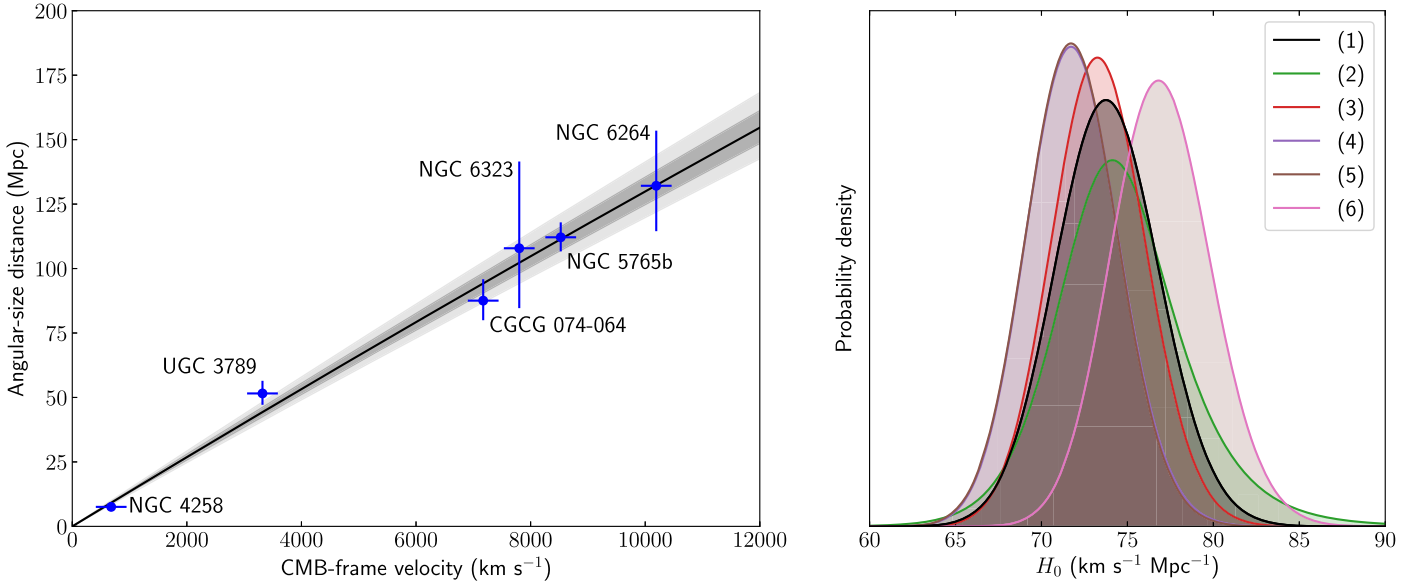 200
175
150
125
100
75
50
25
0
Angular-size distance (Mpc)
NGC 6264
NGC 6323
NGC 5765b
CGCG 074-064
UGC 3789
NGC 4258
0 2000 4000 6000 8000 10000 12000
CMB-frame velocity (km s⁻¹)
Probability density
(1)
(2)
(3)
(4)
(5)
(6)
60 65 70 75 80 85 90
H₀ (km s⁻¹ Mpc⁻¹)